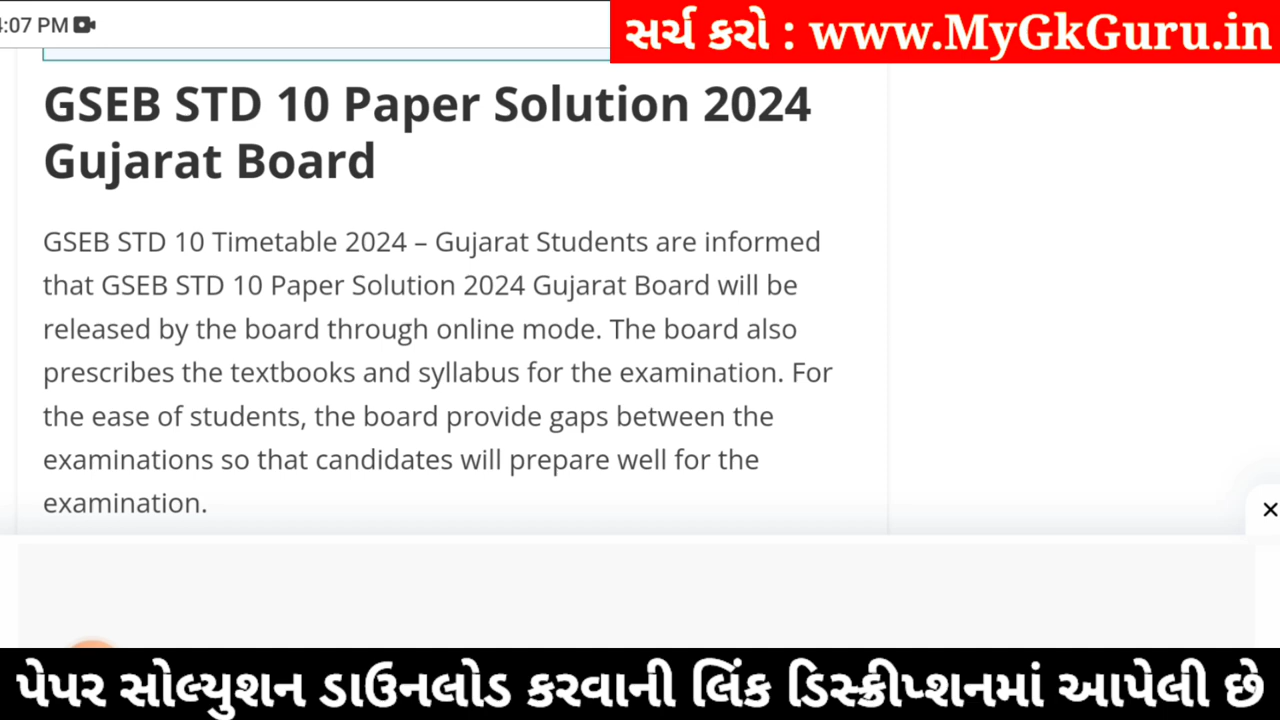 :07 PM
સર્ચ કરો : www.MyGkGuru.in
GSEB STD 10 Paper Solution 2024
Gujarat Board
GSEB STD 10 Timetable 2024 – Gujarat Students are informed
that GSEB STD 10 Paper Solution 2024 Gujarat Board will be
released by the board through online mode. The board also
prescribes the textbooks and syllabus for the examination. For
the ease of students, the board provide gaps between the
examinations so that candidates will prepare well for the
examination.
પેપર સોલ્યુશન ડાઉનલોડ કરવાની લિંક ડિસ્ક્રીપ્શનમાં આપેલી છે